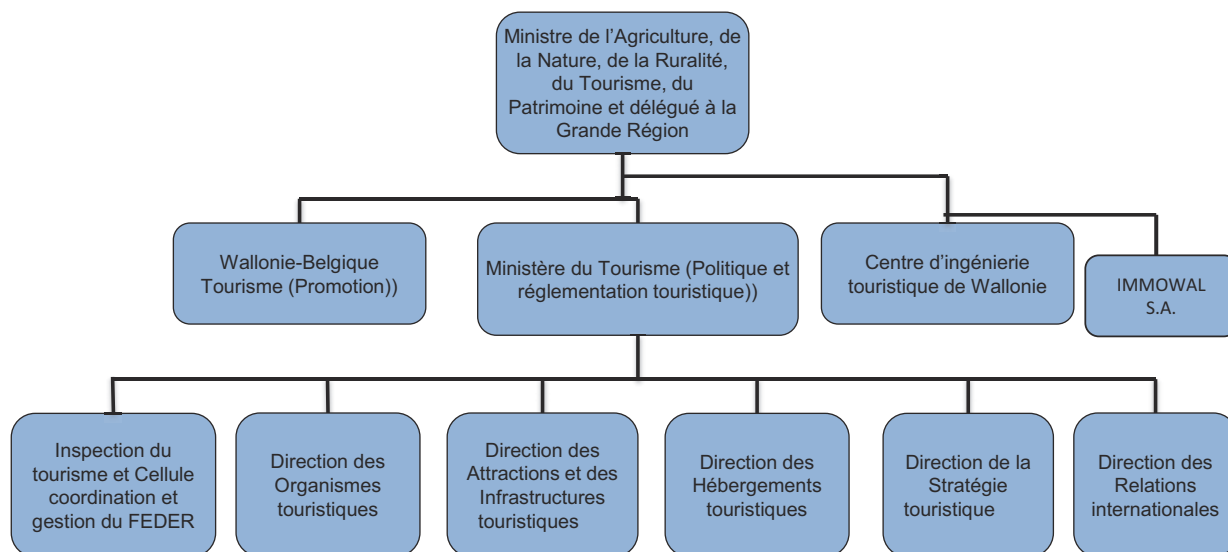 Ministre de l’Agriculture, de
la Nature, de la Ruralité,
du Tourisme, du
Patrimoine et délégué à la
Grande Région
Wallonie-Belgique
Tourisme (Promotion))
Ministère du Tourisme (Politique et
réglementation touristique))
Centre d’ingénierie
touristique de Wallonie
IMMOWAL
S.A.
Inspection du
tourisme et Cellule
coordination et
gestion du FEDER
Direction des
Organismes
touristiques
Direction des
Attractions et des
Infrastructures
touristiques
Direction des
Hébergements
touristiques
Direction de la
Stratégie
touristique
Direction des
Relations
internationales